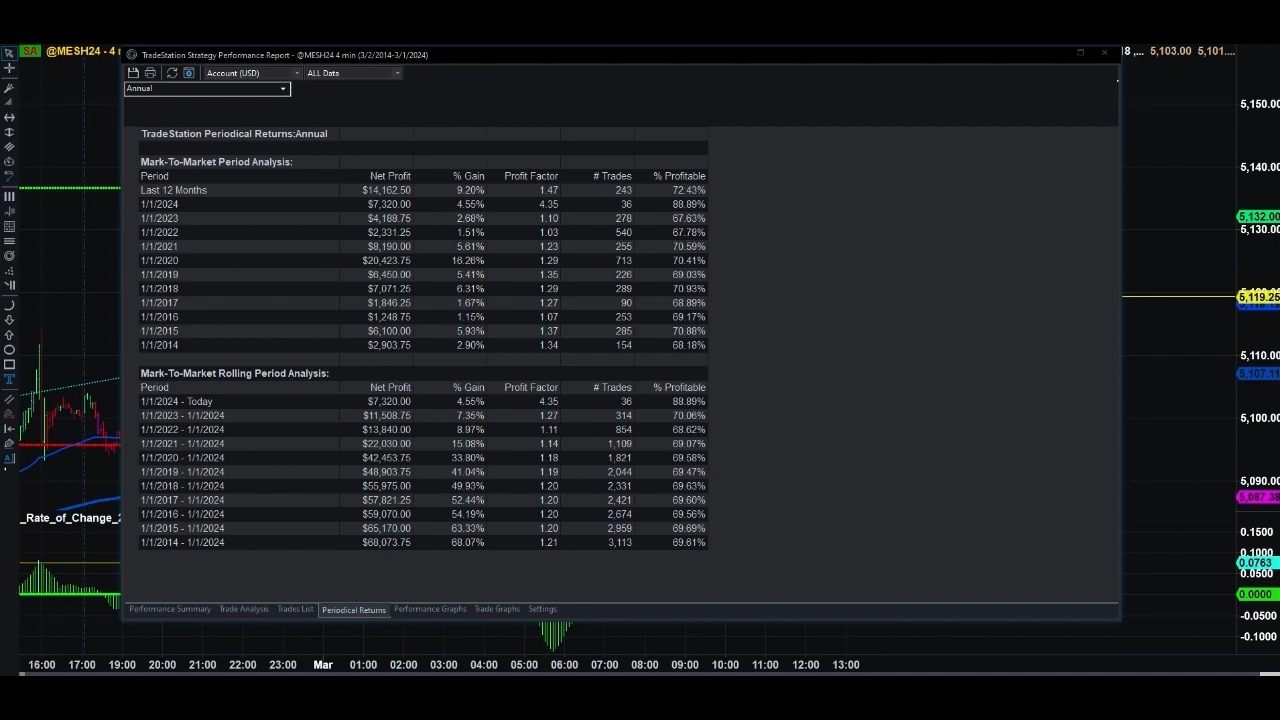 SA @MESH24 - 4 m
TradeStation Strategy Performance Report - @MESH24 4 min (3/2/2014-3/1/2024)
8 ,... 5,103.00 5,101....
Account (USD) ALL Data
Annual
TradeStation Periodical Returns:Annual
Mark-To-Market Period Analysis:
Period Net Profit % Gain Profit Factor # Trades % Profitable
Last 12 Months $14,162.50 9.20% 1.47 243 72.43%
1/1/2024 $7,320.00 4.55% 4.35 36 88.89%
1/1/2023 $4,188.75 2.68% 1.10 278 67.63%
1/1/2022 $2,331.25 1.51% 1.03 540 67.78%
1/1/2021 $8,190.00 5.61% 1.23 255 70.59%
1/1/2020 $20,423.75 16.26% 1.29 713 70.41%
1/1/2019 $6,450.00 5.41% 1.35 226 69.03%
1/1/2018 $7,071.25 6.31% 1.29 289 70.93%
1/1/2017 $1,846.25 1.67% 1.27 90 68.89%
1/1/2016 $1,248.75 1.15% 1.07 253 69.17%
1/1/2015 $6,100.00 5.93% 1.37 285 70.88%
1/1/2014 $2,903.75 2.90% 1.34 154 68.18%
Mark-To-Market Rolling Period Analysis:
Period Net Profit % Gain Profit Factor # Trades % Profitable
1/1/2024 - Today $7,320.00 4.55% 4.35 36 88.89%
1/1/2023 - 1/1/2024 $11,508.75 7.35% 1.27 314 70.06%
1/1/2022 - 1/1/2024 $13,840.00 8.97% 1.11 854 68.62%
1/1/2021 - 1/1/2024 $22,030.00 15.08% 1.14 1,109 69.07%
1/1/2020 - 1/1/2024 $42,453.75 33.80% 1.18 1,821 69.58%
1/1/2019 - 1/1/2024 $48,903.75 41.04% 1.19 2,044 69.47%
1/1/2018 - 1/1/2024 $55,975.00 49.93% 1.20 2,331 69.63%
1/1/2017 - 1/1/2024 $57,821.25 52.44% 1.20 2,421 69.60%
1/1/2016 - 1/1/2024 $59,070.00 54.19% 1.20 2,674 69.56%
1/1/2015 - 1/1/2024 $65,170.00 63.33% 1.20 2,959 69.69%
1/1/2014 - 1/1/2024 $68,073.75 68.07% 1.21 3,113 69.61%
Performance Summary Trade Analysis Trades List Periodical Returns Performance Graphs Trade Graphs Settings
_Rate_of_Change_2
5,150.00
5,140.00
5,132.00
5,130.00
5,119.25
5,110.00
5,107.11
5,100.00
5,090.00
5,087.38
0.1500
0.1000
0.0763
0.0500
0.0000
-0.0500
-0.1000
16:00 17:00 19:00 20:00 21:00 22:00 23:00 Mar 01:00 02:00 03:00 04:00 05:00 06:00 07:00 08:00 09:00 10:00 11:00 12:00 13:00